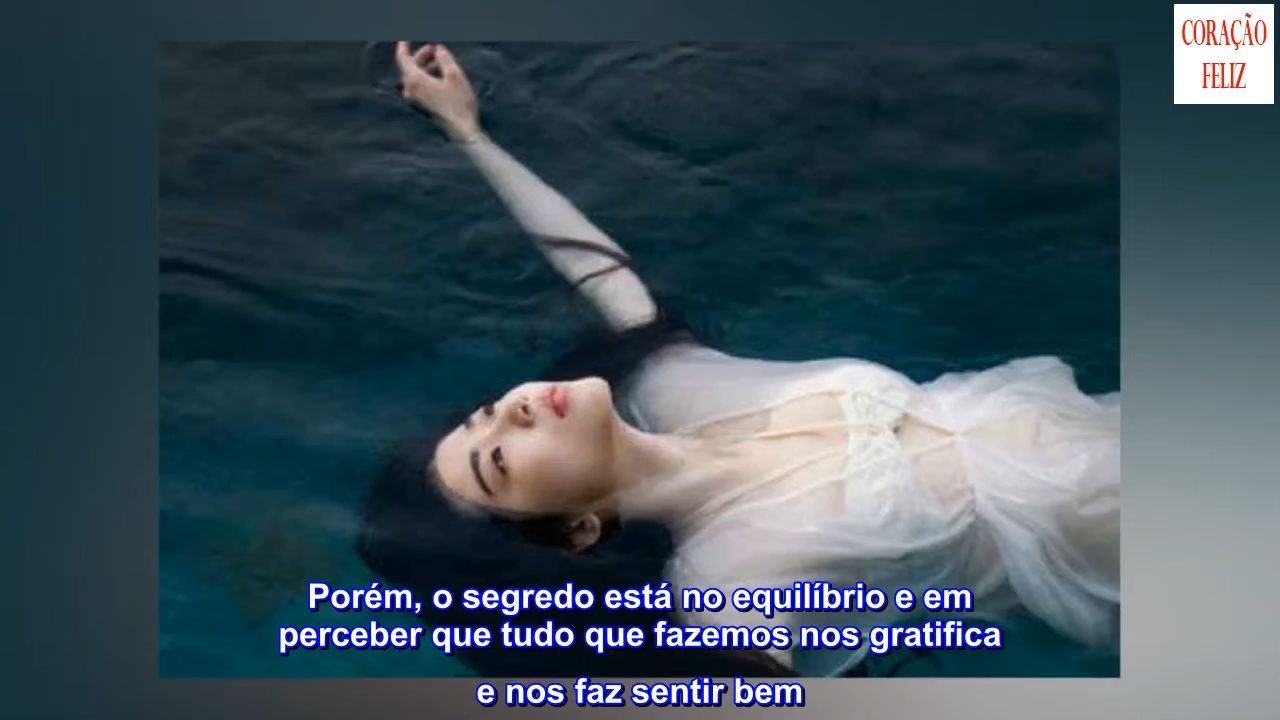 CORAÇÃO
FELIZ
Porém, o segredo está no equilíbrio e em
perceber que tudo que fazemos nos gratifica
e nos faz sentir bem